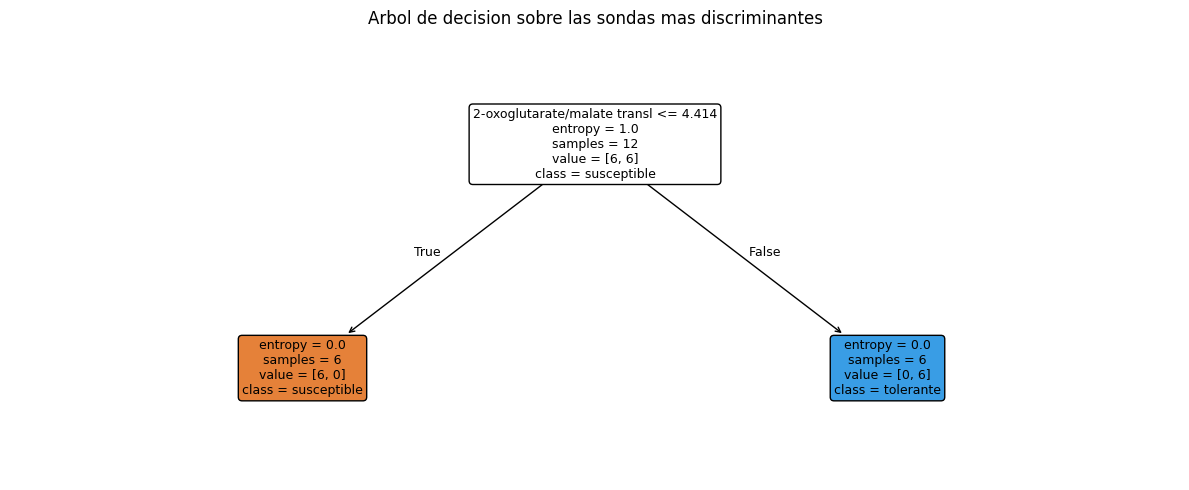 Arbol de decision sobre las sondas mas discriminantes
2-oxoglutarate/malate transl <= 4.414
entropy = 1.0
samples = 12
value = [6, 6]
class = susceptible
True
False
entropy = 0.0
samples = 6
value = [6, 0]
class = susceptible
entropy = 0.0
samples = 6
value = [0, 6]
class = tolerante